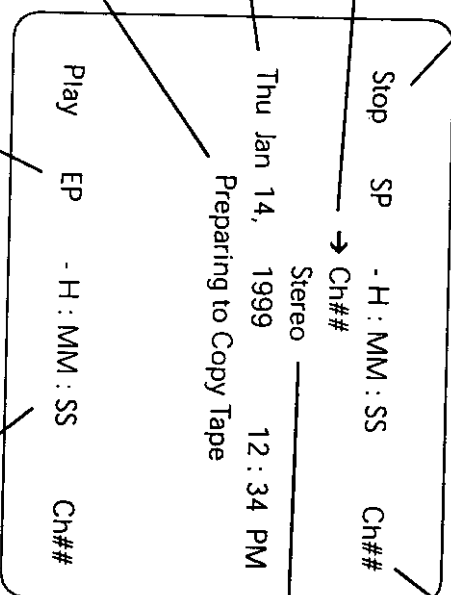 Stop SP - H : MM : SS Ch##
→ Ch##
Stereo
Thu Jan 14, 1999 12 : 34 PM
Preparing to Copy Tape
Play EP - H : MM : SS Ch##